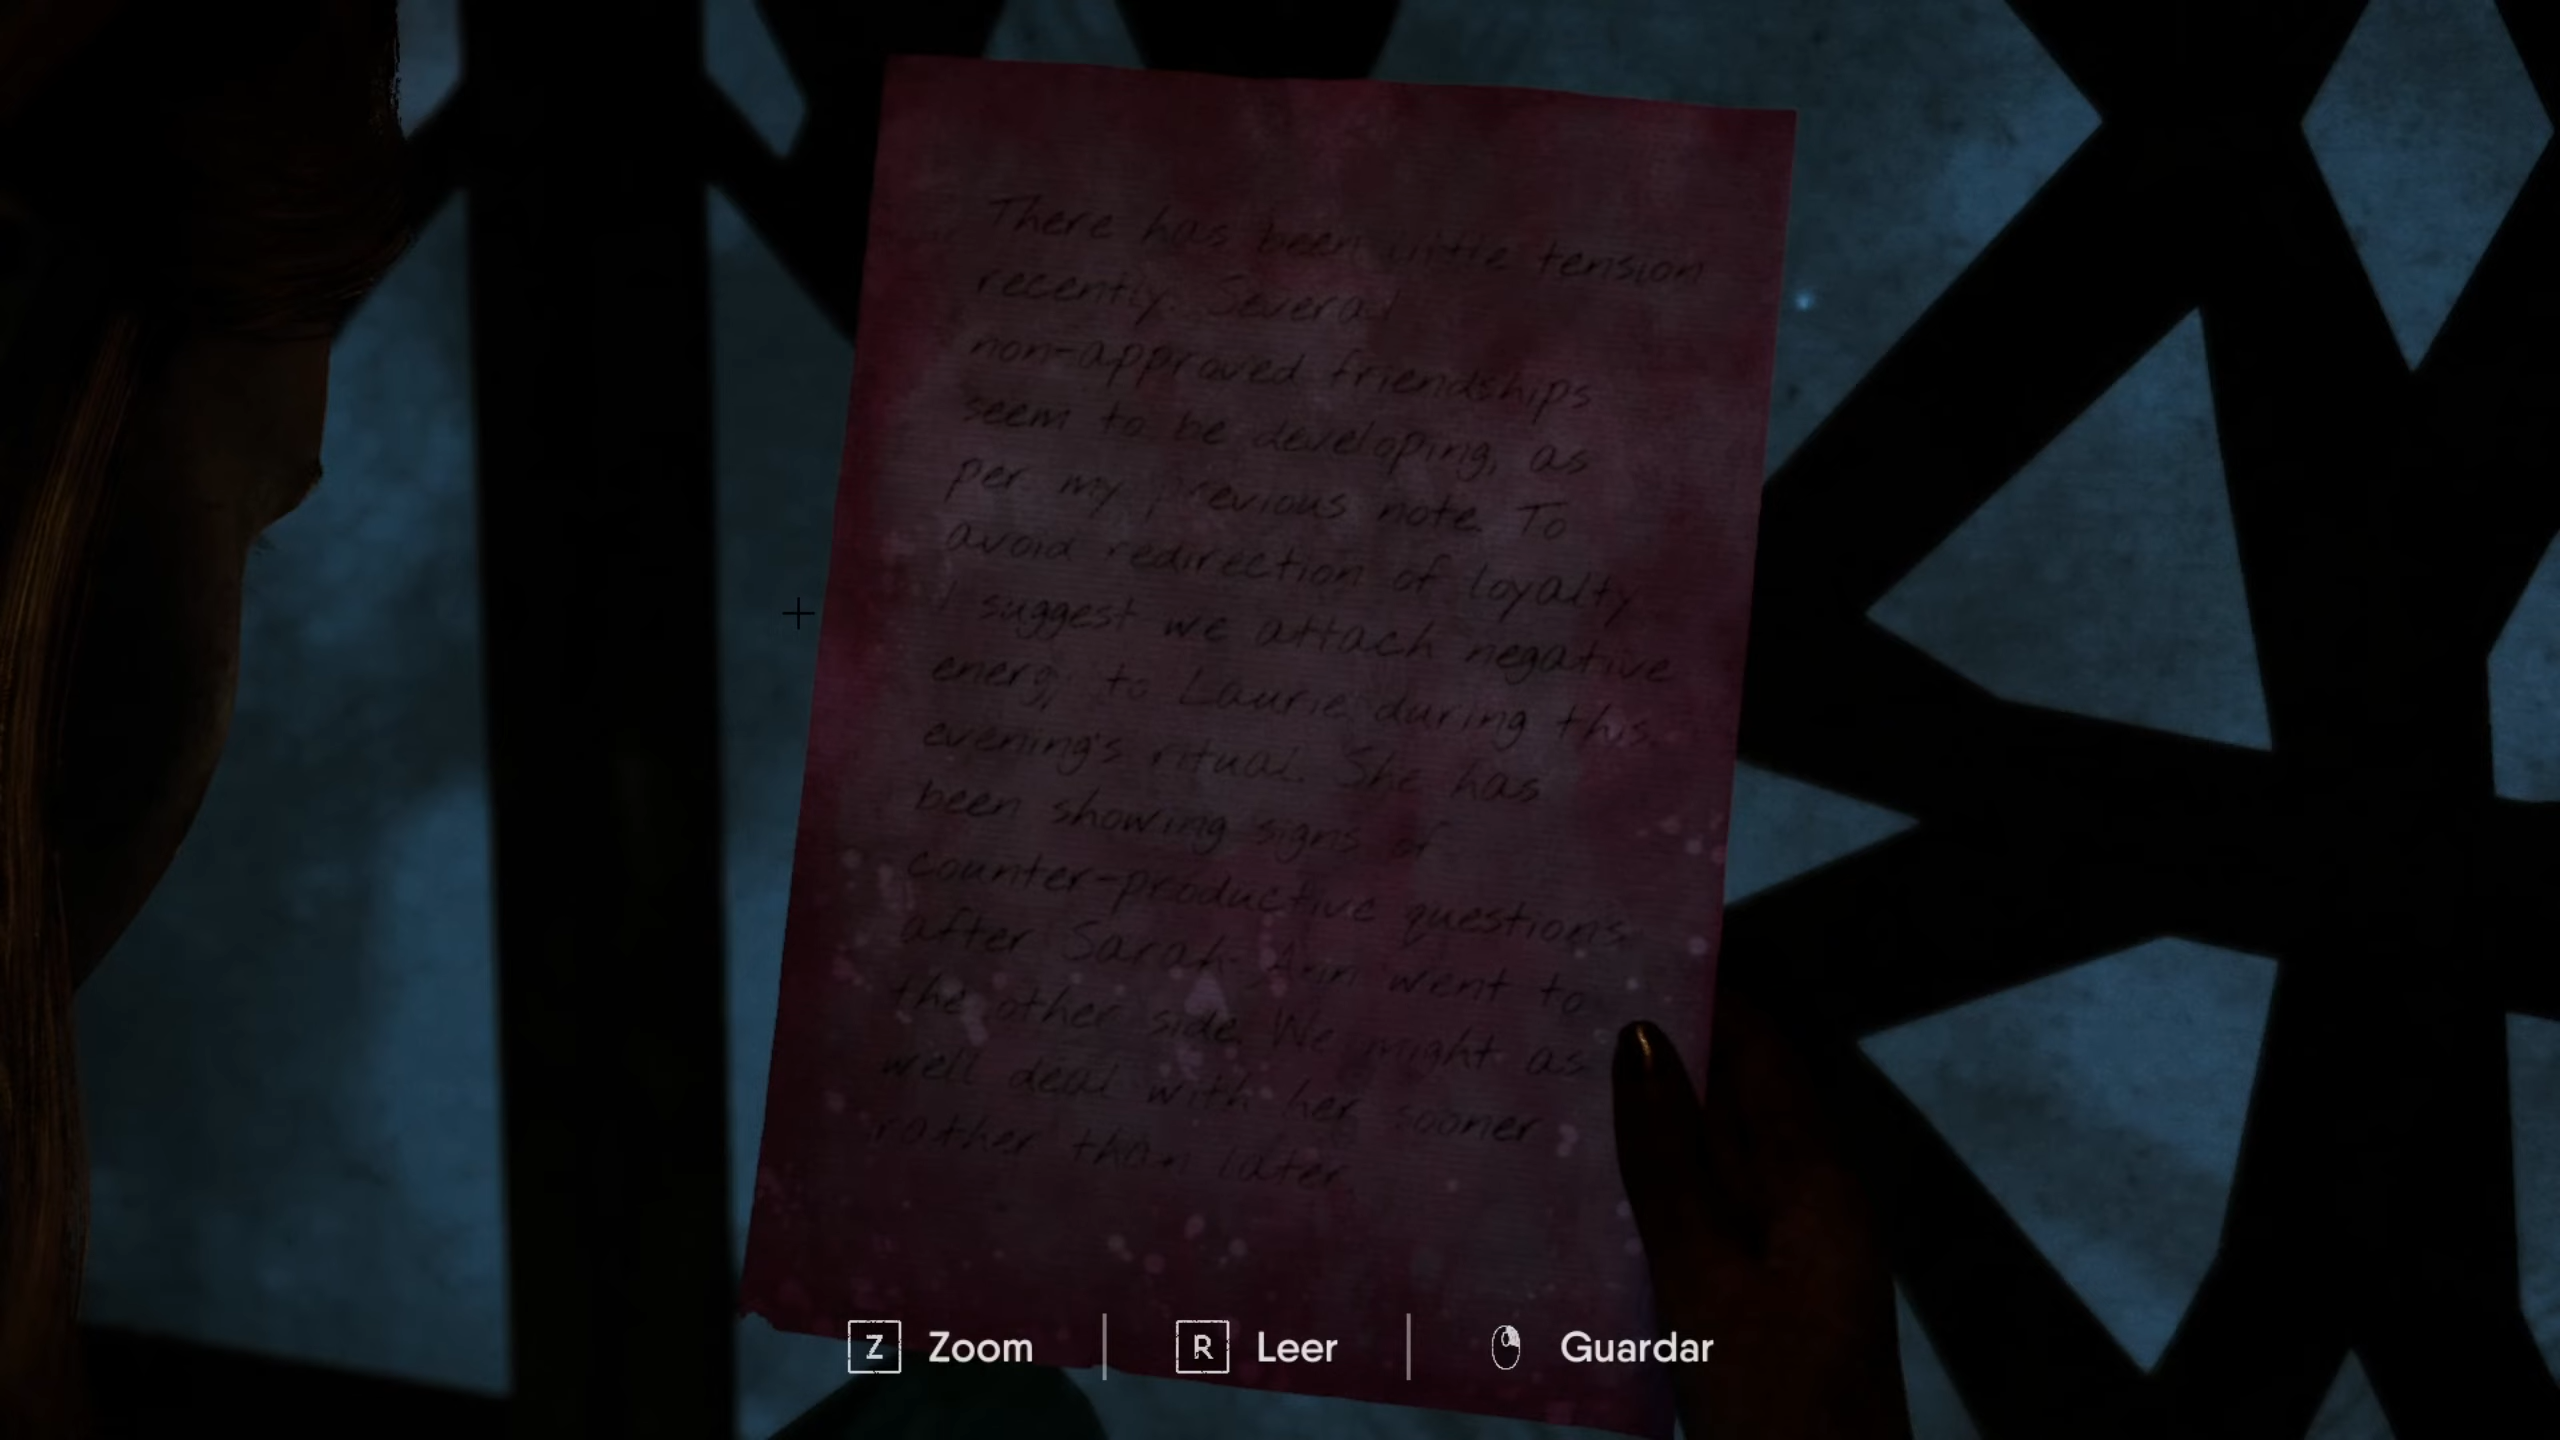 There has been little tension
recently. Several
non-approved friendships
seem to be developing, as
per my previous note. To
avoid redirection of loyalty
I suggest we attach negative
energy to Laurie during this
evening's ritual. She has
been showing signs of
counter-productive questions
after Sarah-Ann went to
the other side. We might as
well deal with her sooner
rather than later.
Z Zoom R Leer Guardar